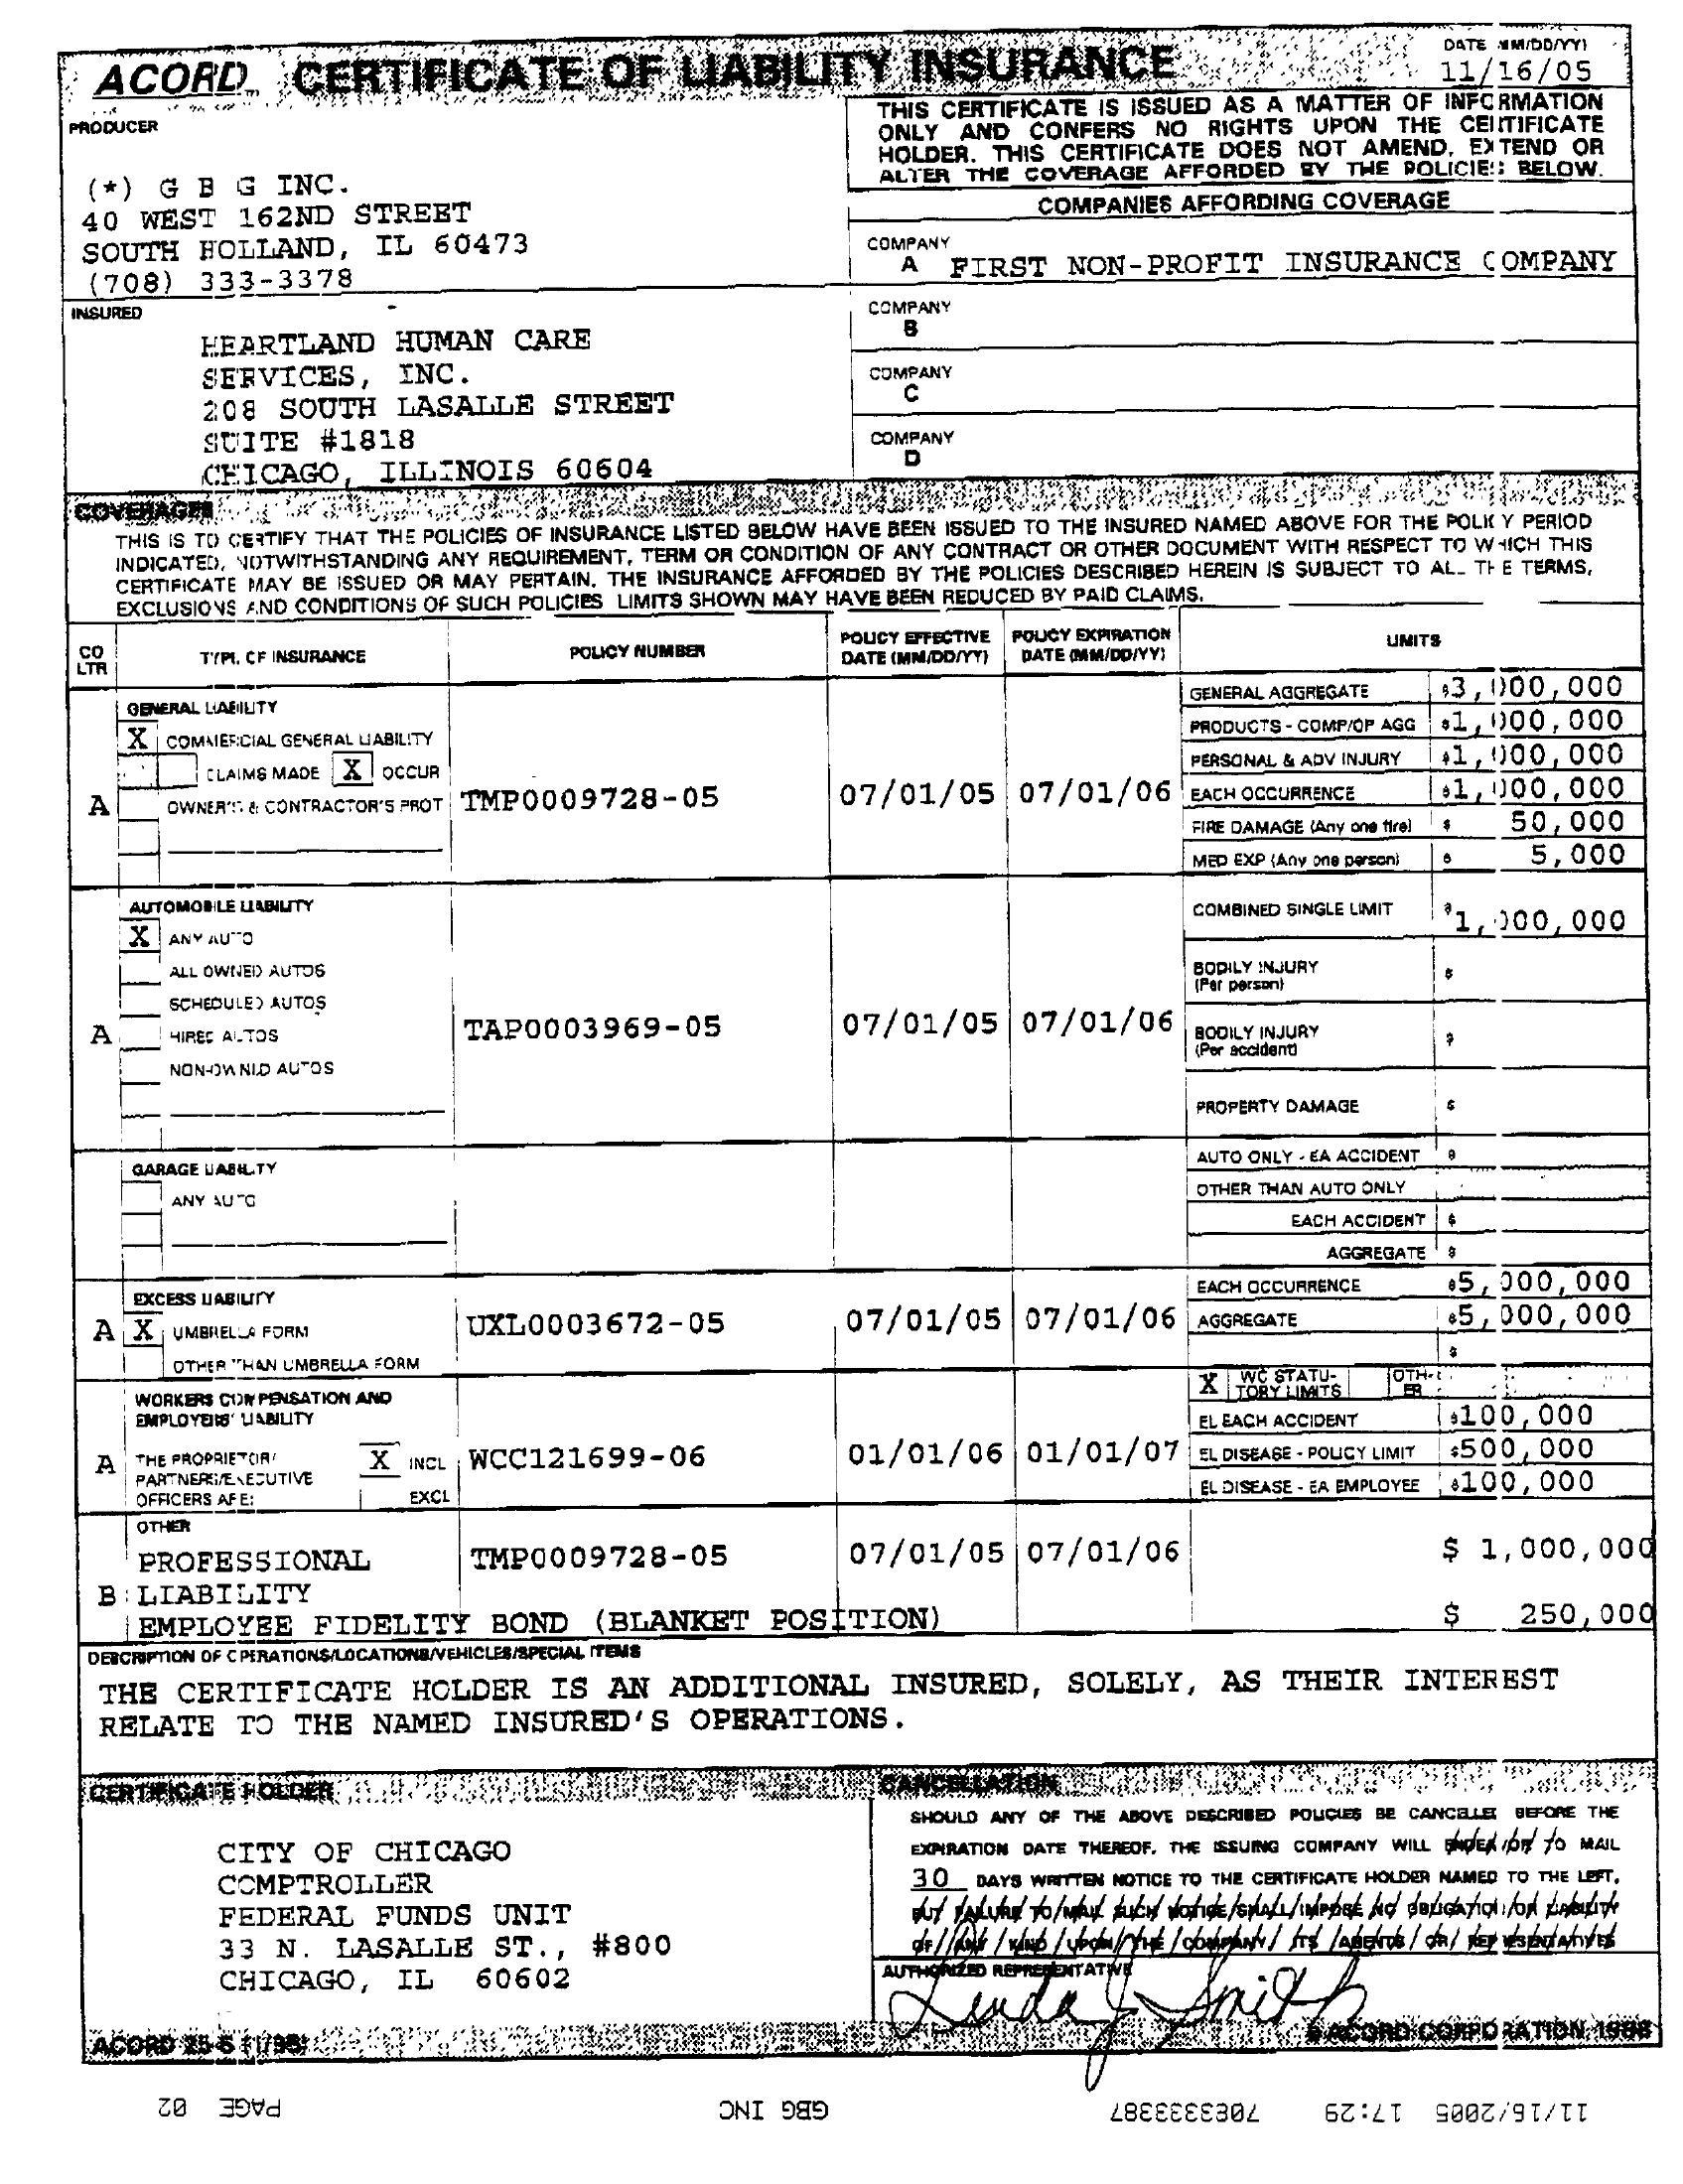 ACORD CERTIFICATE OF LIABILITY INSURANCE
DATE (MM/DD/YY)
11/16/05
PRODUCER
(*) G B G INC.
40 WEST 162ND STREET
SOUTH HOLLAND, IL 60473
(708) 333-3378
THIS CERTIFICATE IS ISSUED AS A MATTER OF INFORMATION
ONLY AND CONFERS NO RIGHTS UPON THE CERTIFICATE
HOLDER. THIS CERTIFICATE DOES NOT AMEND, EXTEND OR
ALTER THE COVERAGE AFFORDED BY THE POLICIES BELOW.
COMPANIES AFFORDING COVERAGE
COMPANY
A FIRST NON-PROFIT INSURANCE COMPANY
INSURED
HEARTLAND HUMAN CARE
SERVICES, INC.
208 SOUTH LASALLE STREET
SUITE #1818
CHICAGO, ILLINOIS 60604
COMPANY
B
COMPANY
C
COMPANY
D
COVERAGES
THIS IS TO CERTIFY THAT THE POLICIES OF INSURANCE LISTED BELOW HAVE BEEN ISSUED TO THE INSURED NAMED ABOVE FOR THE POLICY PERIOD
INDICATED, NOTWITHSTANDING ANY REQUIREMENT, TERM OR CONDITION OF ANY CONTRACT OR OTHER DOCUMENT WITH RESPECT TO WHICH THIS
CERTIFICATE MAY BE ISSUED OR MAY PERTAIN, THE INSURANCE AFFORDED BY THE POLICIES DESCRIBED HEREIN IS SUBJECT TO ALL THE TERMS,
EXCLUSIONS AND CONDITIONS OF SUCH POLICIES. LIMITS SHOWN MAY HAVE BEEN REDUCED BY PAID CLAIMS.
CO LTR TYPE OF INSURANCE POLICY NUMBER POLICY EFFECTIVE DATE (MM/DD/YY) POLICY EXPIRATION DATE (MM/DD/YY) LIMITS
GENERAL LIABILITY
X COMMERCIAL GENERAL LIABILITY
CLAIMS MADE X OCCUR
A OWNER'S & CONTRACTOR'S PROT TMP0009728-05 07/01/05 07/01/06
GENERAL AGGREGATE $3,000,000
PRODUCTS - COMP/OP AGG $1,000,000
PERSONAL & ADV INJURY $1,000,000
EACH OCCURRENCE $1,000,000
FIRE DAMAGE (Any one fire) $ 50,000
MED EXP (Any one person) $ 5,000
AUTOMOBILE LIABILITY
X ANY AUTO
ALL OWNED AUTOS
SCHEDULED AUTOS
A HIRED AUTOS TAP0003969-05 07/01/05 07/01/06
NON-OWNED AUTOS
COMBINED SINGLE LIMIT $1,000,000
BODILY INJURY
(Per person) $
BODILY INJURY
(Per accident) $
PROPERTY DAMAGE $
GARAGE LIABILITY
ANY AUTO
AUTO ONLY - EA ACCIDENT $
OTHER THAN AUTO ONLY
EACH ACCIDENT $
AGGREGATE $
EXCESS LIABILITY
A X UMBRELLA FORM UXL0003672-05 07/01/05 07/01/06
OTHER THAN UMBRELLA FORM
EACH OCCURRENCE $5,000,000
AGGREGATE $5,000,000
$
WORKERS COMPENSATION AND
EMPLOYERS' LIABILITY
A THE PROPRIETOR/ X INCL WCC121699-06 01/01/06 01/01/07
PARTNERS/EXECUTIVE
OFFICERS ARE: EXCL
X WC STATU-TORY LIMITS OTH-ER
EL EACH ACCIDENT $100,000
EL DISEASE - POLICY LIMIT $500,000
EL DISEASE - EA EMPLOYEE $100,000
OTHER
PROFESSIONAL TMP0009728-05 07/01/05 07/01/06 $ 1,000,000
B LIABILITY
EMPLOYEE FIDELITY BOND (BLANKET POSITION) $ 250,000
DESCRIPTION OF OPERATIONS/LOCATIONS/VEHICLES/SPECIAL ITEMS
THE CERTIFICATE HOLDER IS AN ADDITIONAL INSURED, SOLELY, AS THEIR INTEREST
RELATE TO THE NAMED INSURED'S OPERATIONS.
CERTIFICATE HOLDER
CITY OF CHICAGO
COMPTROLLER
FEDERAL FUNDS UNIT
33 N. LASALLE ST., #800
CHICAGO, IL 60602
CANCELLATION
SHOULD ANY OF THE ABOVE DESCRIBED POLICIES BE CANCELLED BEFORE THE
EXPIRATION DATE THEREOF, THE ISSUING COMPANY WILL ENDEAVOR TO MAIL
30 DAYS WRITTEN NOTICE TO THE CERTIFICATE HOLDER NAMED TO THE LEFT,
BUT FAILURE TO MAIL SUCH NOTICE SHALL IMPOSE NO OBLIGATION OR LIABILITY
OF ANY KIND UPON THE COMPANY, ITS AGENTS OR REPRESENTATIVES
AUTHORIZED REPRESENTATIVE
Linda J. Smith
ACORD 25-S (1/95)
© ACORD CORPORATION 1988
11/16/2005 17:29 7083333387 GBG INC PAGE 02